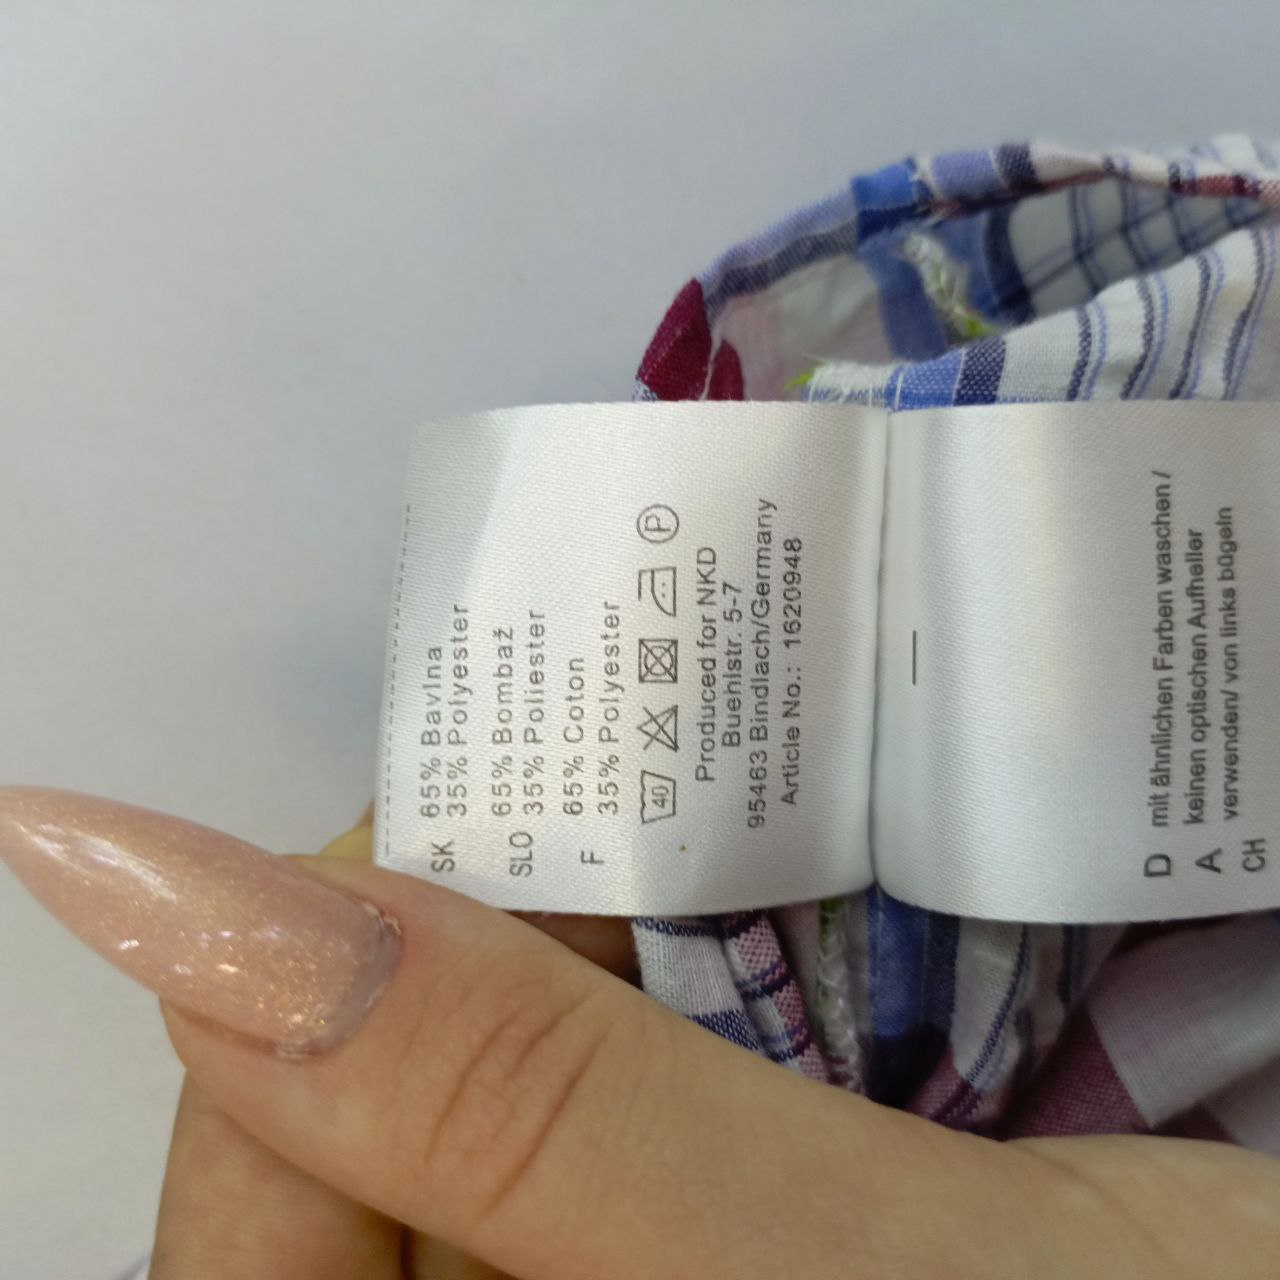 SK 65% Bavlna
35% Polyester
SLO 65% Bombaž
35% Poliester
F 65% Coton
35% Polyester
40 P
Produced for NKD
Buehlstr. 5-7
95463 Bindlach/Germany
Article No.: 1620948
D mit ähnlichen Farben waschen /
A keinen optischen Aufheller
CH verwenden/ von links bügeln